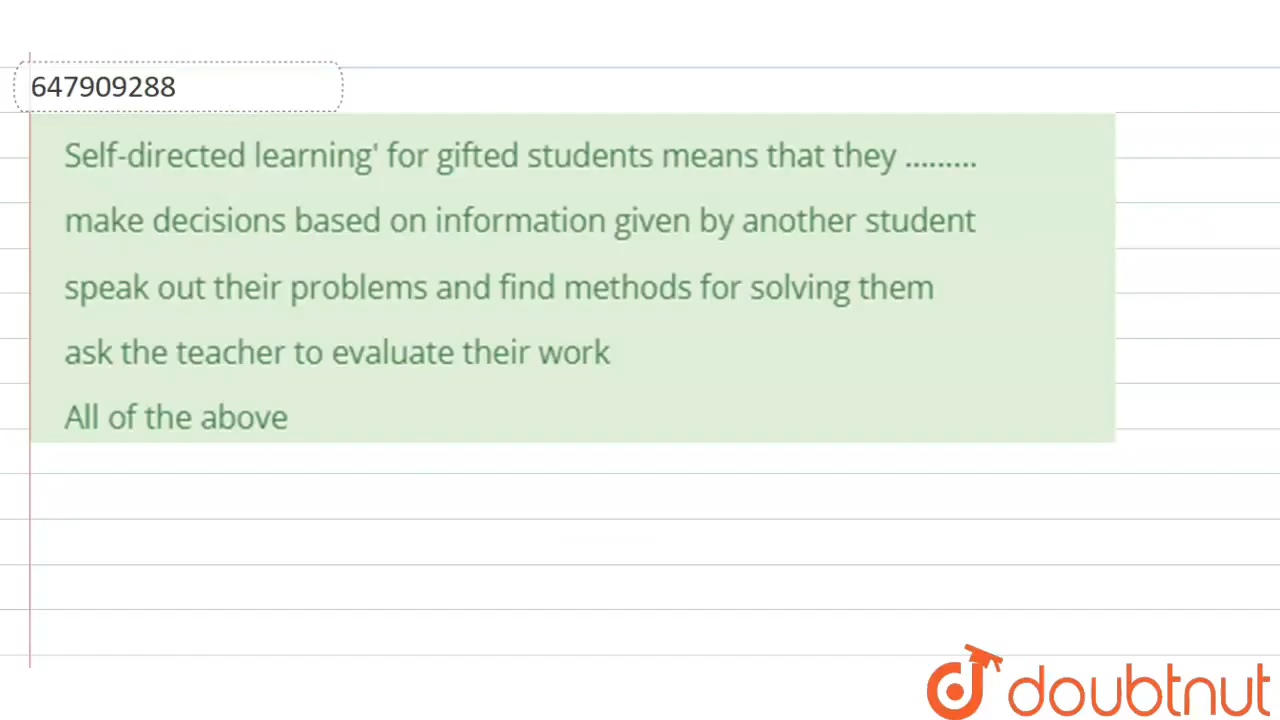 647909288
Self-directed learning' for gifted students means that they .........
make decisions based on information given by another student
speak out their problems and find methods for solving them
ask the teacher to evaluate their work
All of the above
doubtnut